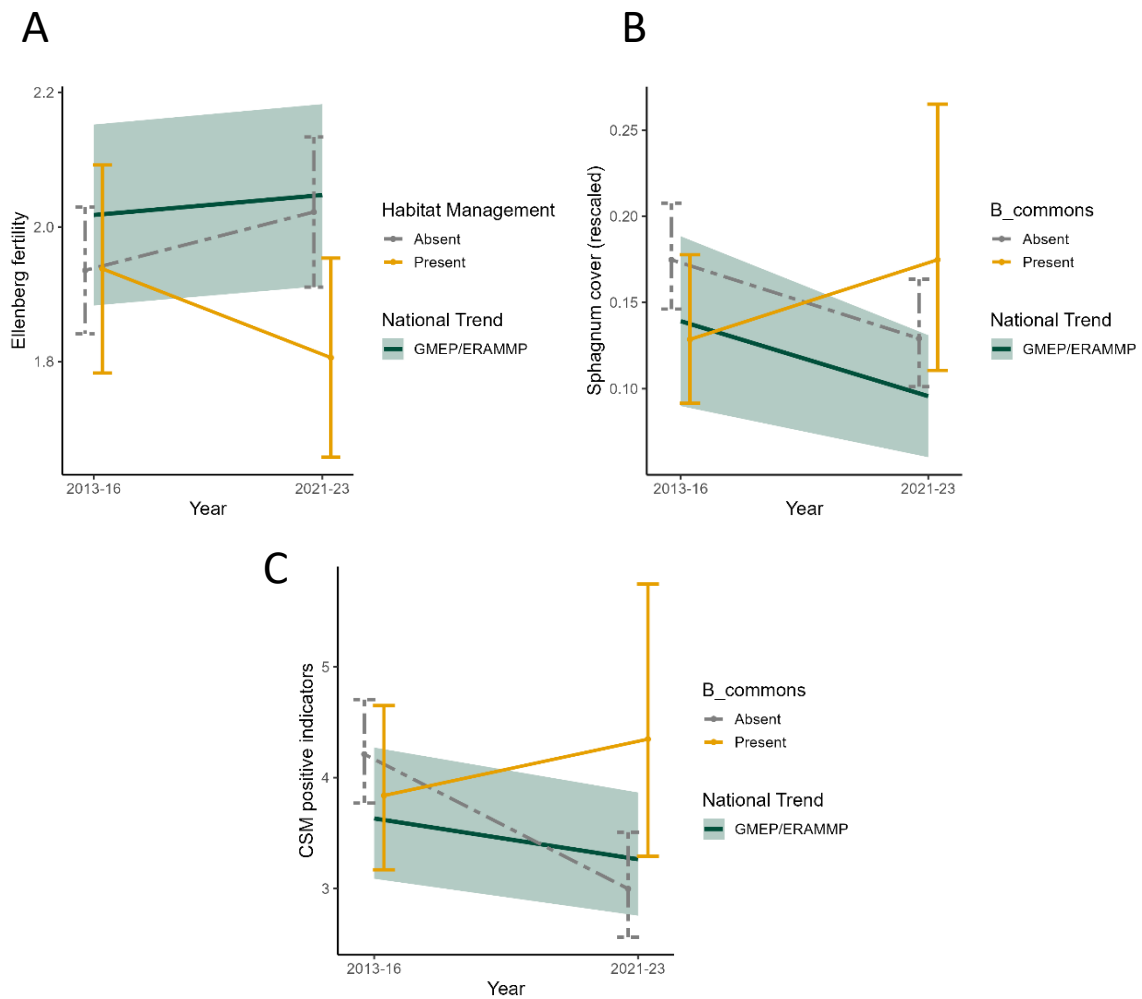 A
2.2
2.0
1.8
Ellenberg fertility
2013-16
2021-23
Year
Habitat Management
Absent
Present
National Trend
GMEP/ERAMMP
B
0.25
0.20
0.15
0.10
Sphagnum cover (rescaled)
2013-16
2021-23
Year
B_commons
Absent
Present
National Trend
GMEP/ERAMMP
C
5
4
3
CSM positive indicators
2013-16
2021-23
Year
B_commons
Absent
Present
National Trend
GMEP/ERAMMP